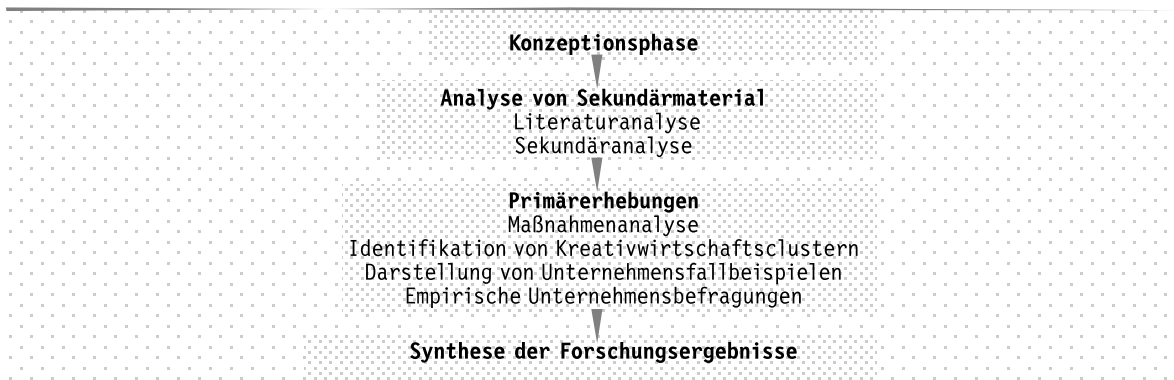 Konzeptionsphase
Analyse von Sekundärmaterial
Literaturanalyse
Sekundäranalyse
Primärerhebungen
Maßnahmenanalyse
Identifikation von Kreativwirtschaftsclustern
Darstellung von Unternehmensfallbeispielen
Empirische Unternehmensbefragungen
Synthese der Forschungsergebnisse